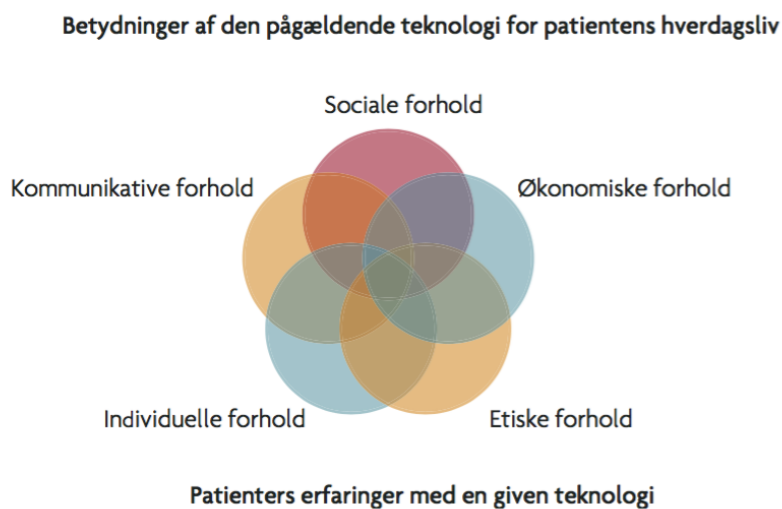 Betydninger af den pågældende teknologi for patientens hverdagsliv
Sociale forhold
Kommunikative forhold
Økonomiske forhold
Individuelle forhold
Etiske forhold
Patienters erfaringer med en given teknologi